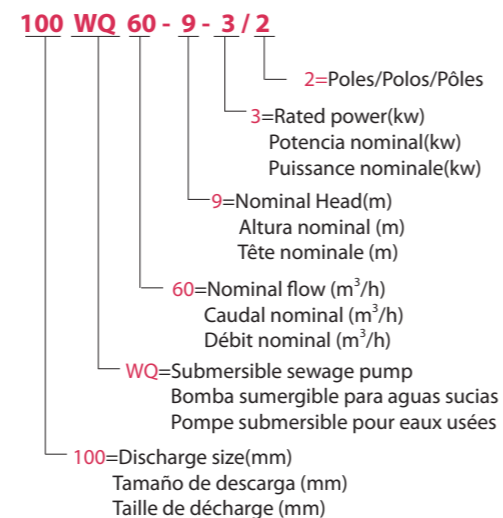 100 WQ 60 - 9 - 3 / 2
2=Poles/Polos/Pôles
3=Rated power(kw)
Potencia nominal(kw)
Puissance nominale(kw)
9=Nominal Head(m)
Altura nominal (m)
Tête nominale (m)
60=Nominal flow (m³/h)
Caudal nominal (m³/h)
Débit nominal (m³/h)
WQ=Submersible sewage pump
Bomba sumergible para aguas sucias
Pompe submersible pour eaux usées
100=Discharge size(mm)
Tamaño de descarga (mm)
Taille de décharge (mm)